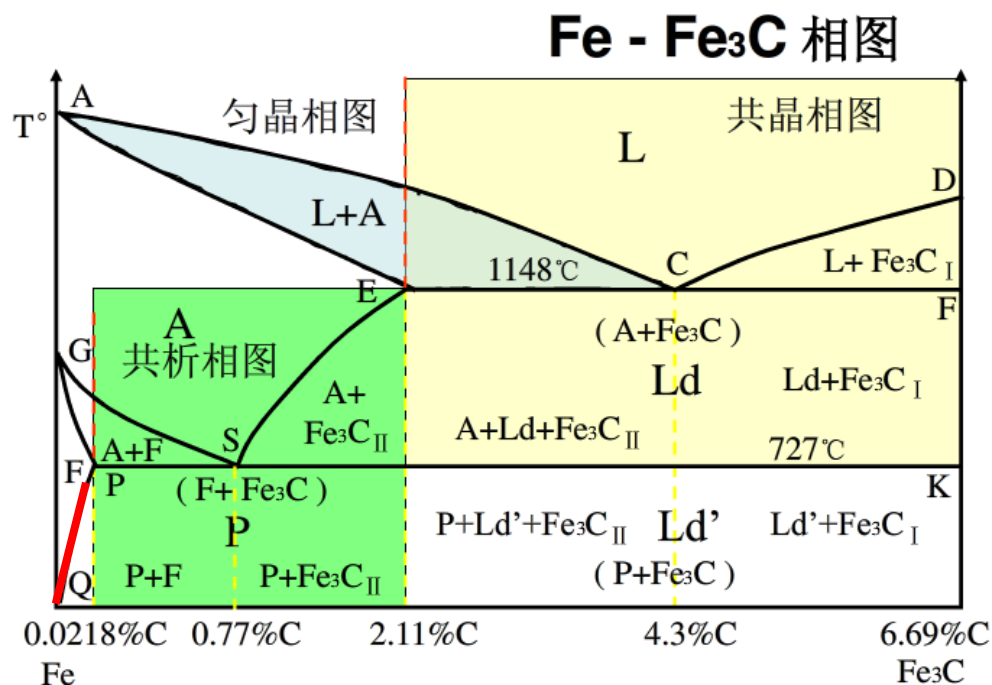 Fe - Fe₃C 相图
A
T°
匀晶相图
共晶相图
L
D
L+A
1148℃
C
L+ Fe₃C Ⅰ
E
F
A
( A+Fe₃C )
G
共析相图
Ld
Ld+Fe₃C Ⅰ
A+
Fe₃C Ⅱ
A+Ld+Fe₃C Ⅱ
S
A+F
727℃
F
P
K
( F+ Fe₃C )
P
P+Ld’+Fe₃C Ⅱ
Ld’
Ld’+Fe₃C Ⅰ
Q
P+F
P+Fe₃C Ⅱ
( P+Fe₃C )
0.0218%C
0.77%C
2.11%C
4.3%C
6.69%C
Fe
Fe₃C